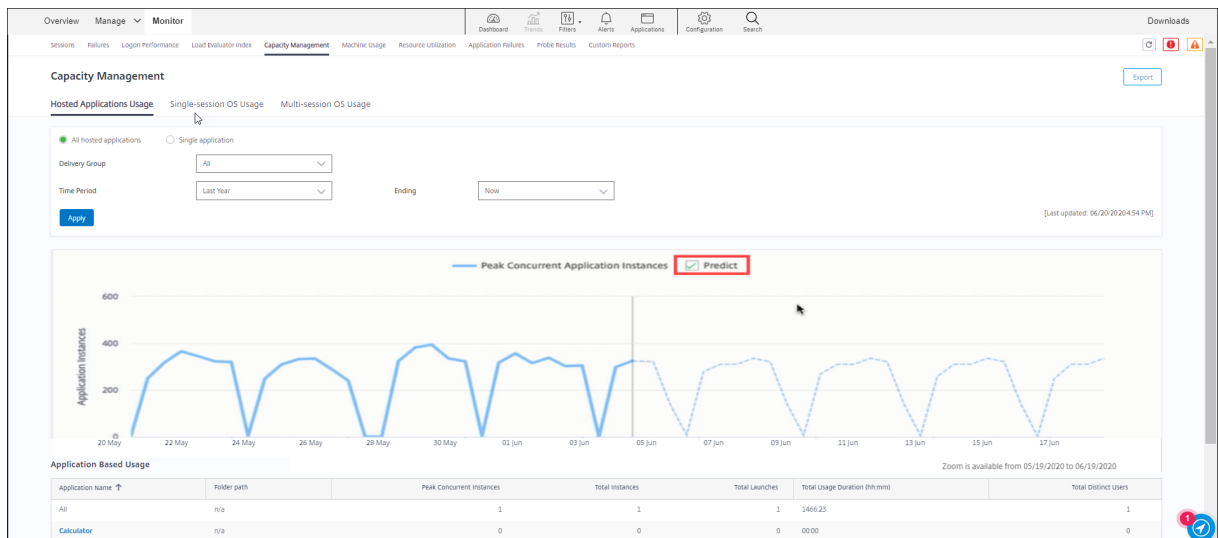 Overview Manage Monitor Dashboard Trends Filters Alerts Applications Configuration Search Downloads
Sessions Failures Logon Performance Load Evaluator Index Capacity Management Machine Usage Resource Utilization Application Failures Probe Results Custom Reports
Capacity Management
Export
Hosted Applications Usage Single-session OS Usage Multi-session OS Usage
All hosted applications Single application
Delivery Group All
Time Period Last Year Ending Now
Apply
[Last updated: 06/20/20204:54 PM]
Peak Concurrent Application Instances Predict
600
400
200
0
Application Instances
20 May 22 May 24 May 26 May 28 May 30 May 01 Jun 03 Jun 05 Jun 07 Jun 09 Jun 11 Jun 13 Jun 15 Jun 17 Jun
Application Based Usage Zoom is available from 05/19/2020 to 06/19/2020
Application Name ↑ Folder path Peak Concurrent Instances Total Instances Total Launches Total Usage Duration (hh:mm) Total Distinct Users
All n/a 1 1 1 1466:23 1
Calculator n/a 0 0 0 00:00 0
1